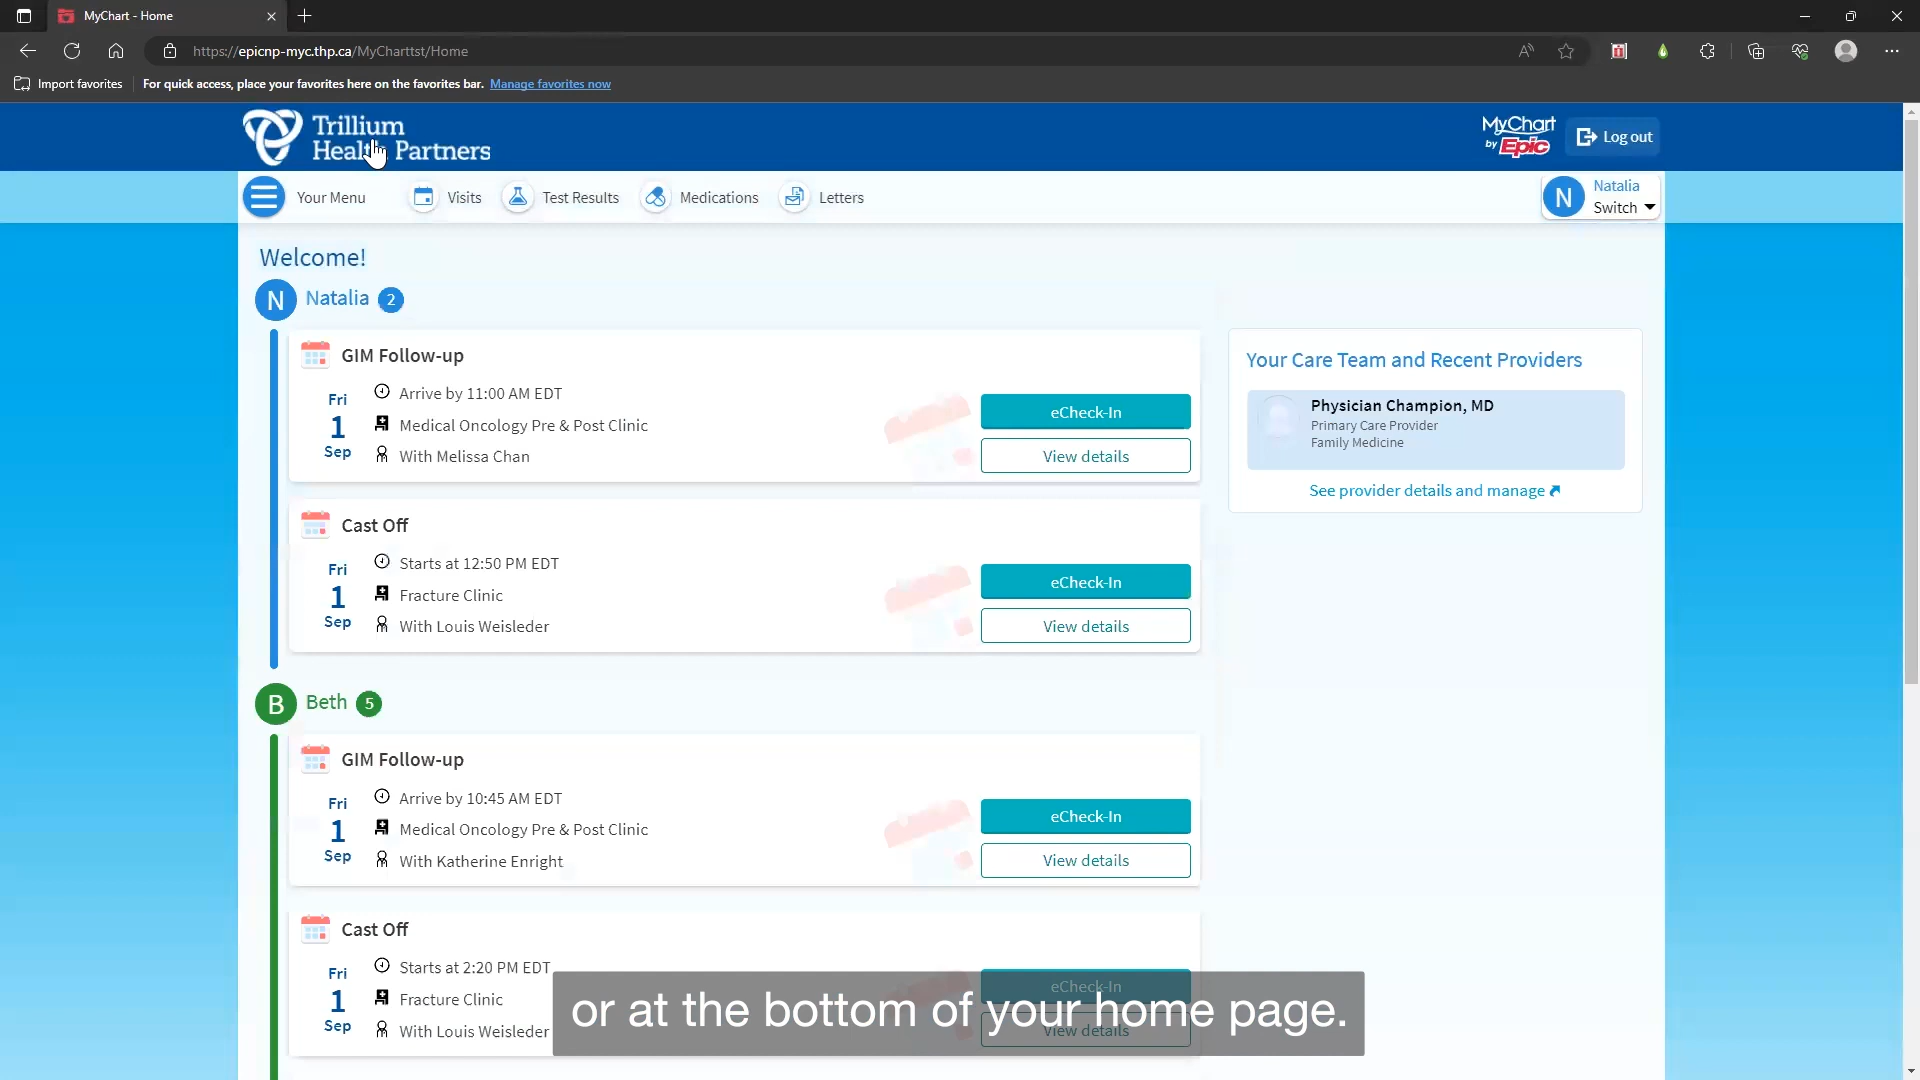 MyChart - Home
https://epicnp-myc.thp.ca/MyCharttst/Home
Import favorites
For quick access, place your favorites here on the favorites bar. Manage favorites now
Trillium
Health Partners
MyChart
by Epic
Log out
Your Menu
Visits
Test Results
Medications
Letters
N
Natalia
Switch
Welcome!
N Natalia 2
GIM Follow-up
Fri
1
Sep
Arrive by 11:00 AM EDT
Medical Oncology Pre & Post Clinic
With Melissa Chan
eCheck-In
View details
Cast Off
Fri
1
Sep
Starts at 12:50 PM EDT
Fracture Clinic
With Louis Weisleder
eCheck-In
View details
Your Care Team and Recent Providers
Physician Champion, MD
Primary Care Provider
Family Medicine
See provider details and manage
B Beth 5
GIM Follow-up
Fri
1
Sep
Arrive by 10:45 AM EDT
Medical Oncology Pre & Post Clinic
With Katherine Enright
eCheck-In
View details
Cast Off
Fri
1
Sep
Starts at 2:20 PM EDT
Fracture Clinic
With Louis Weisleder
eCheck-In
View details
or at the bottom of your home page.